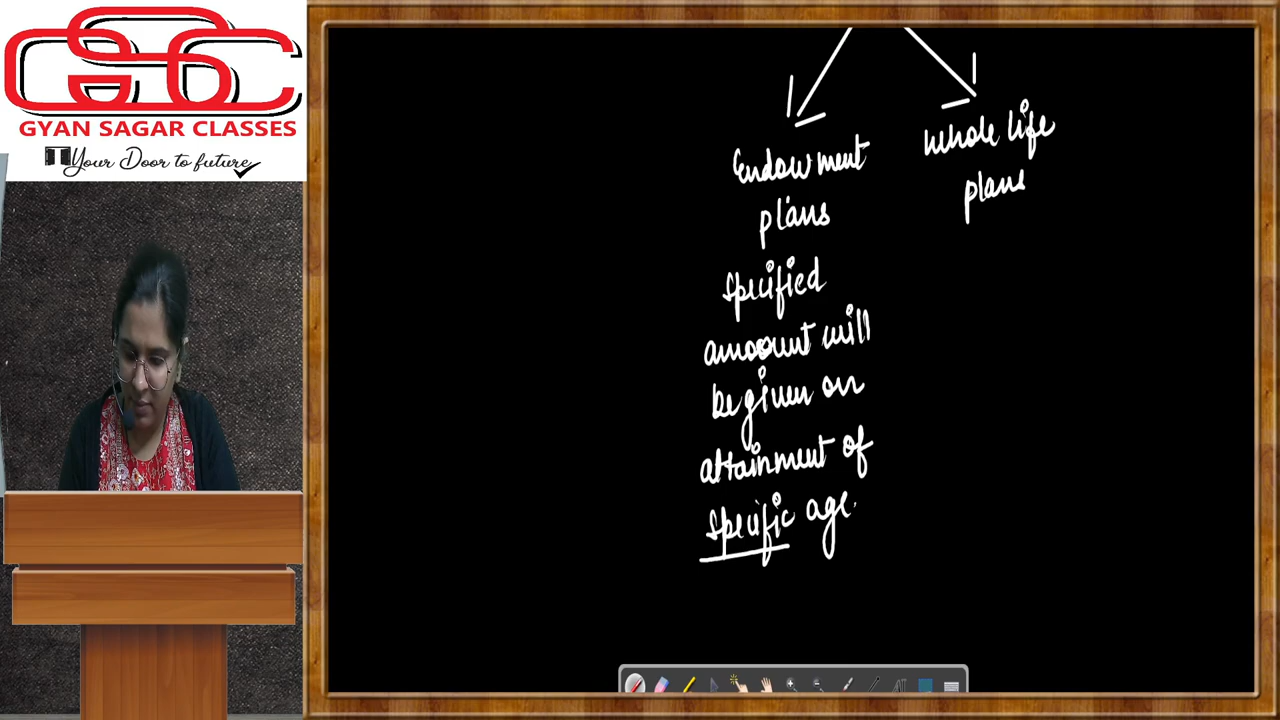 GSC
GYAN SAGAR CLASSES
Your Door to future
Endowment
plans
specified
amount will
be given on
attainment of
specific age.
whole life
plans